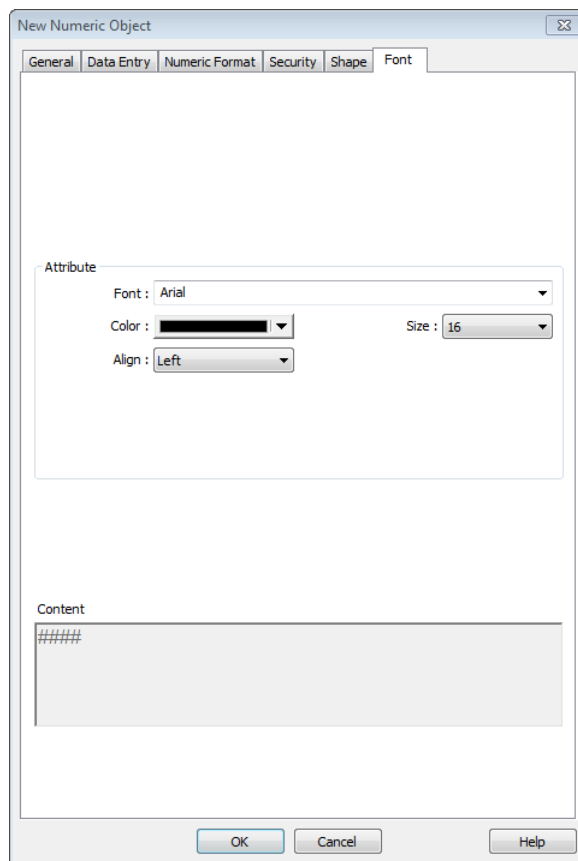 New Numeric Object
General Data Entry Numeric Format Security Shape Font
Attribute
Font : Arial
Color : Size : 16
Align : Left
Content
####
OK Cancel Help